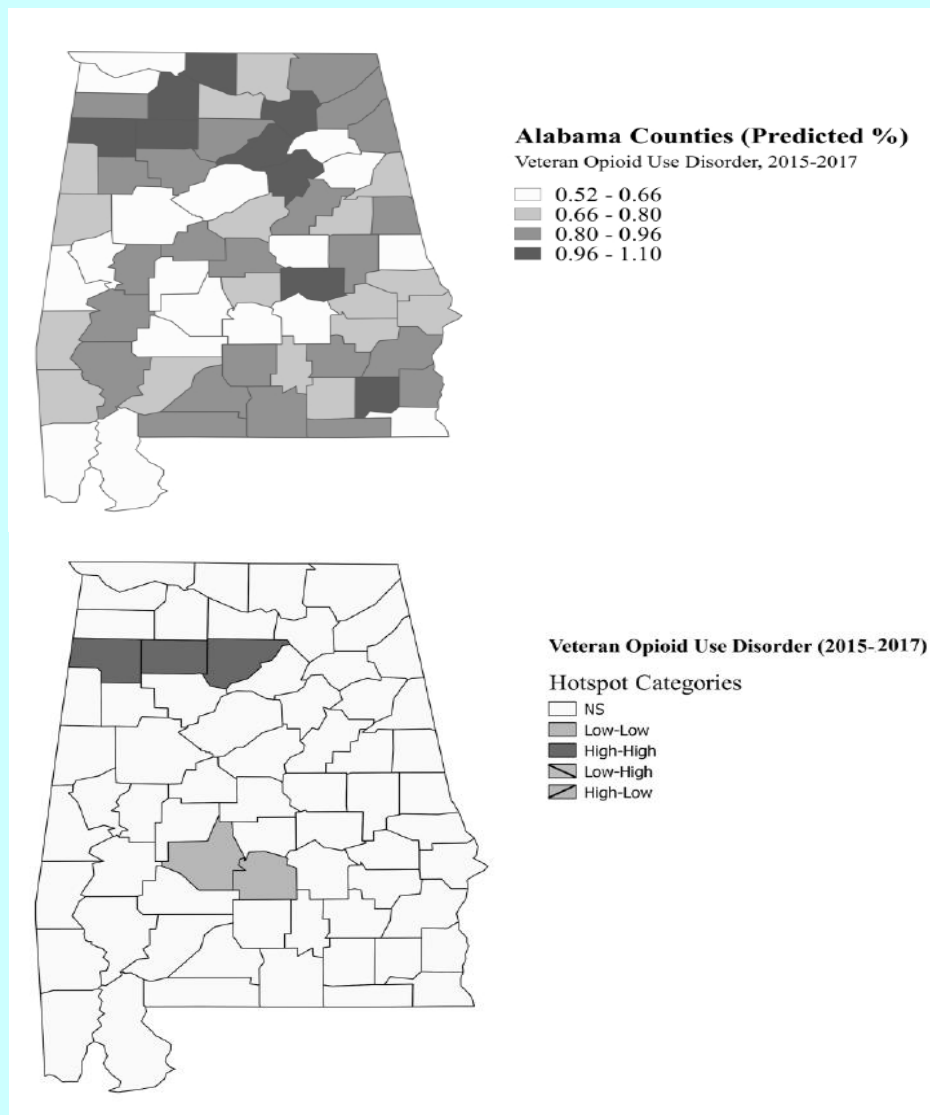 Alabama Counties (Predicted %)
Veteran Opioid Use Disorder, 2015-2017
0.52 - 0.66
0.66 - 0.80
0.80 - 0.96
0.96 - 1.10
Veteran Opioid Use Disorder (2015-2017)
Hotspot Categories
NS
Low-Low
High-High
Low-High
High-Low